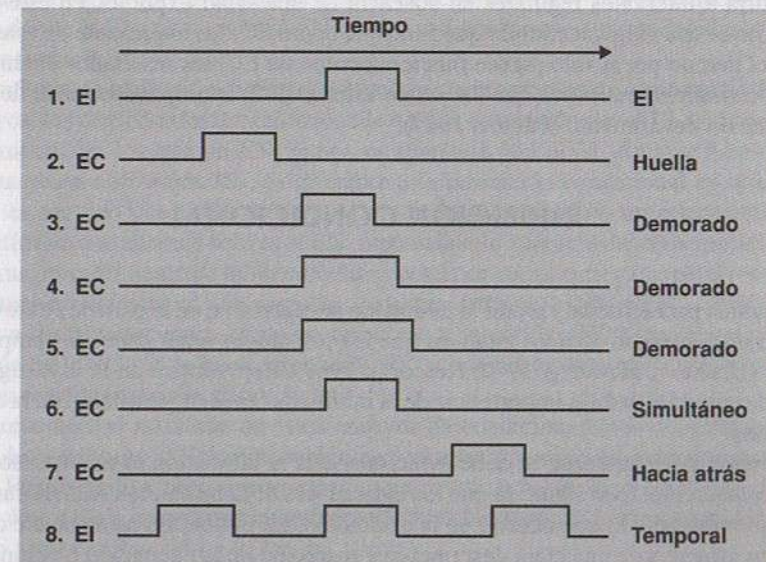 Tiempo
1. EI EI
2. EC Huella
3. EC Demorado
4. EC Demorado
5. EC Demorado
6. EC Simultáneo
7. EC Hacia atrás
8. EI Temporal